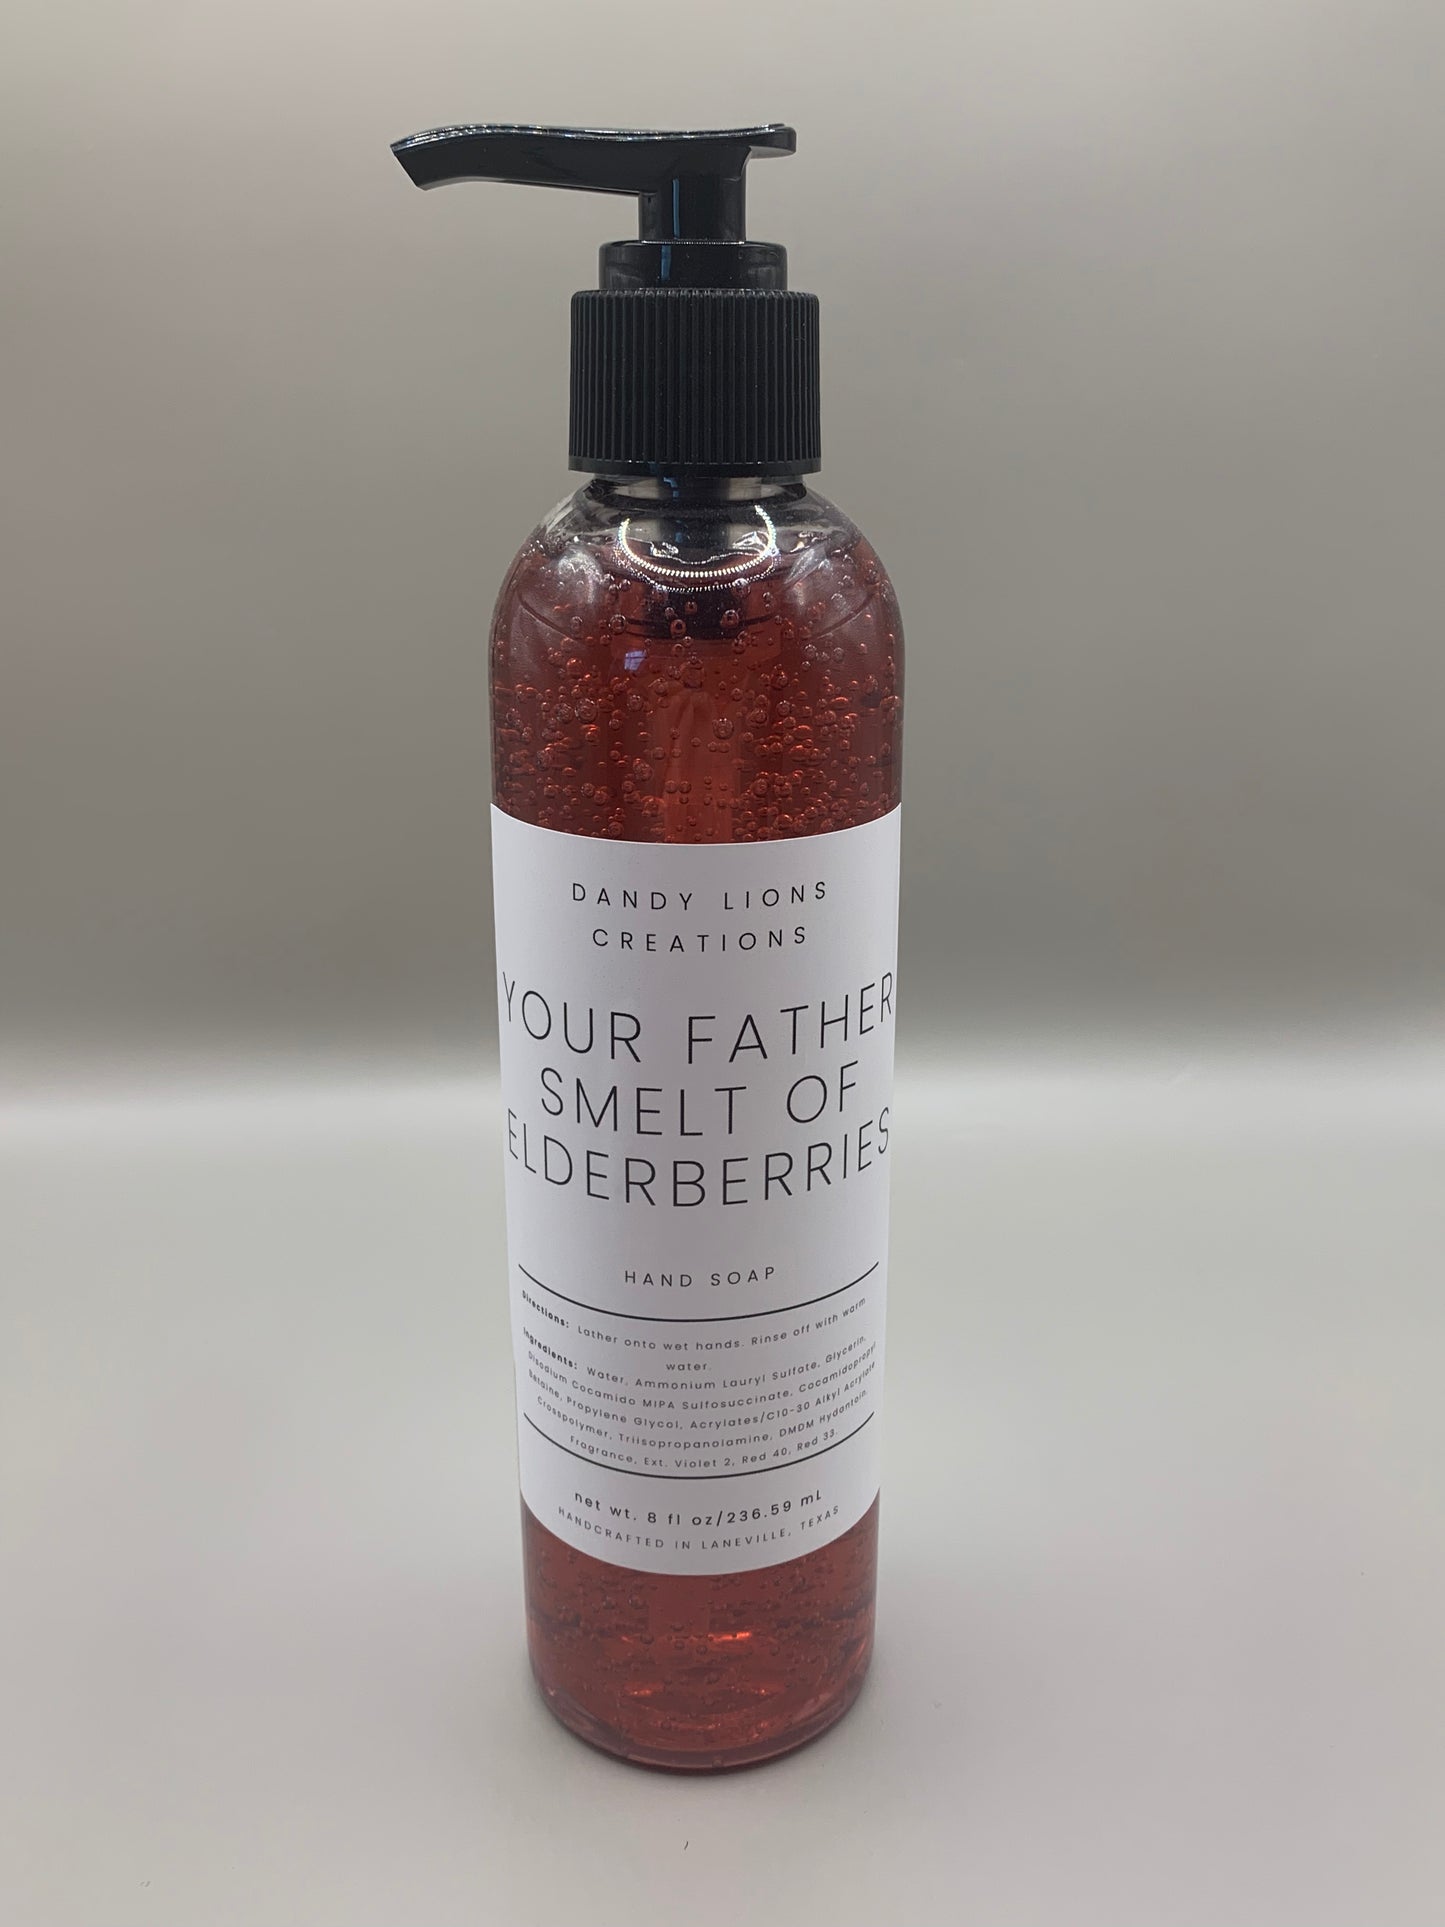 DANDY LIONS
CREATIONS
YOUR FATHER
SMELT OF
ELDERBERRIES
HAND SOAP
Directions: Lather onto wet hands. Rinse off with warm
water.
Ingredients: Water, Ammonium Lauryl Sulfate, Glycerin,
Disodium Cocamido MIPA Sulfosuccinate, Cocamidopropyl
Betaine, Propylene Glycol, Acrylates/C10-30 Alkyl Acrylate
Crosspolymer, Triisopropanolamine, DMDM Hydantoin,
Fragrance, Ext. Violet 2, Red 40, Red 33.
net wt. 8 fl oz/236.59 mL
HANDCRAFTED IN LANEVILLE, TEXAS